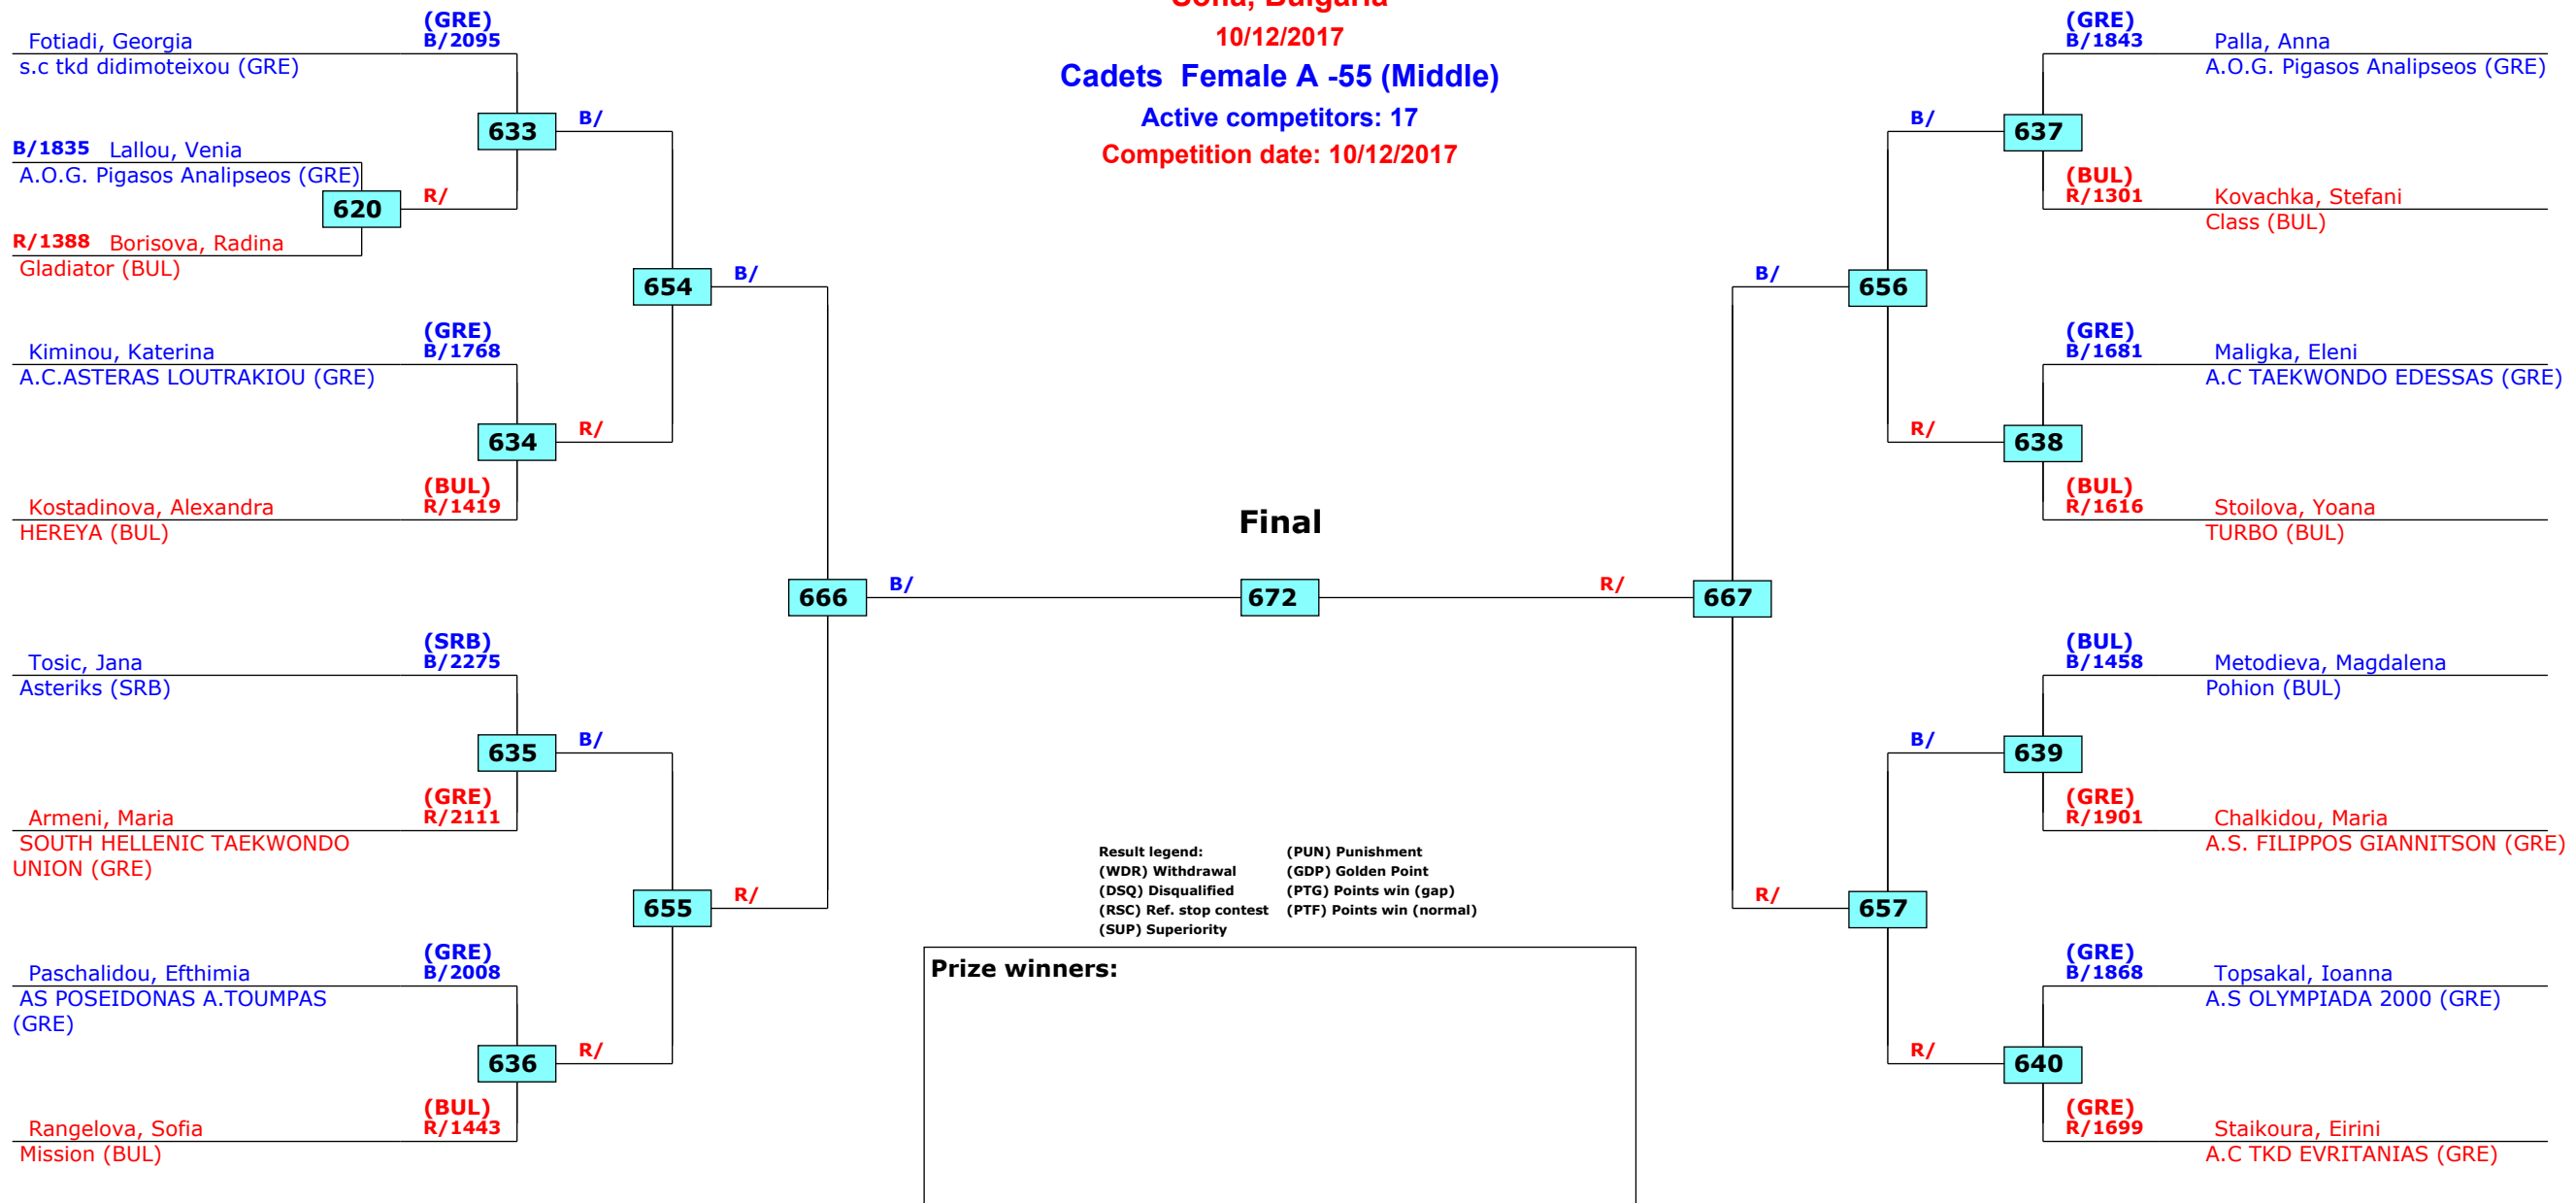 Sofia, Bulgaria
10/12/2017
Cadets Female A -55 (Middle)
Active competitors: 17
Competition date: 10/12/2017
(GRE)
Fotiadi, Georgia B/2095
s.c tkd didimoteixou (GRE)
633 B/
B/1835 Lallou, Venia
A.O.G. Pigasos Analipseos (GRE)
620 R/
R/1388 Borisova, Radina
Gladiator (BUL)
654 B/
(GRE)
Kiminou, Katerina B/1768
A.C.ASTERAS LOUTRAKIOU (GRE)
634 R/
(BUL)
Kostadinova, Alexandra R/1419
HEREYA (BUL)
666 B/
(SRB)
Tosic, Jana B/2275
Asteriks (SRB)
635 B/
(GRE)
Armeni, Maria R/2111
SOUTH HELLENIC TAEKWONDO
UNION (GRE)
655 R/
(GRE)
Paschalidou, Efthimia B/2008
AS POSEIDONAS A.TOUMPAS
(GRE)
636 R/
(BUL)
Rangelova, Sofia R/1443
Mission (BUL)
Final
672
(GRE)
B/1843 Palla, Anna
A.O.G. Pigasos Analipseos (GRE)
B/ 637
(BUL)
R/1301 Kovachka, Stefani
Class (BUL)
B/ 656
(GRE)
B/1681 Maligka, Eleni
A.C TAEKWONDO EDESSAS (GRE)
R/ 638
(BUL)
R/1616 Stoilova, Yoana
TURBO (BUL)
R/ 667
(BUL)
B/1458 Metodieva, Magdalena
Pohion (BUL)
B/ 639
(GRE)
R/1901 Chalkidou, Maria
A.S. FILIPPOS GIANNITSON (GRE)
R/ 657
(GRE)
B/1868 Topsakal, Ioanna
A.S OLYMPIADA 2000 (GRE)
R/ 640
(GRE)
R/1699 Staikoura, Eirini
A.C TKD EVRITANIAS (GRE)
Result legend: (PUN) Punishment
(WDR) Withdrawal (GDP) Golden Point
(DSQ) Disqualified (PTG) Points win (gap)
(RSC) Ref. stop contest (PTF) Points win (normal)
(SUP) Superiority
Prize winners: